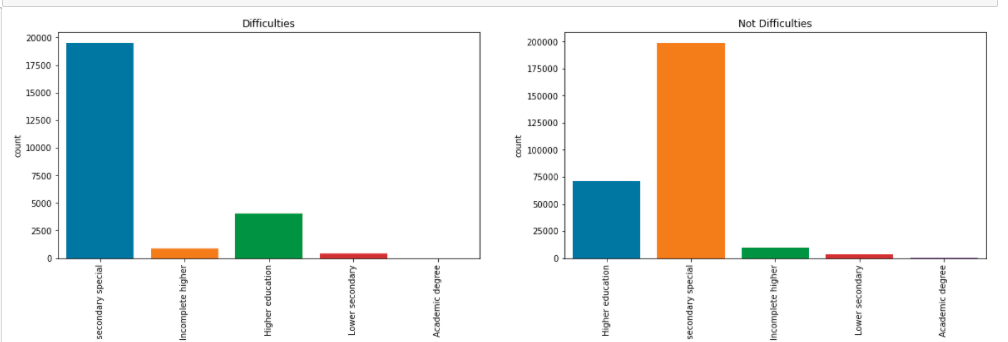 Difficulties
20000
17500
15000
12500
10000
7500
5000
2500
0
count
secondary special
Incomplete higher
Higher education
Lower secondary
Academic degree
Not Difficulties
200000
175000
150000
125000
100000
75000
50000
25000
0
count
Higher education
secondary special
Incomplete higher
Lower secondary
Academic degree